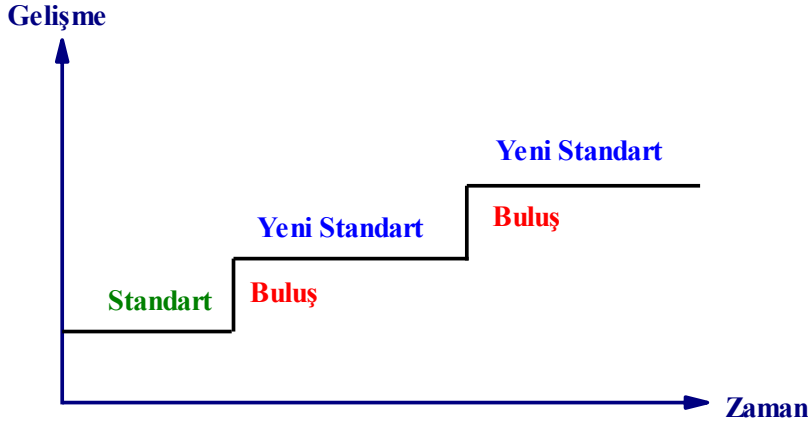 Gelişme
Yeni Standart
Yeni Standart
Buluş
Standart
Buluş
Zaman